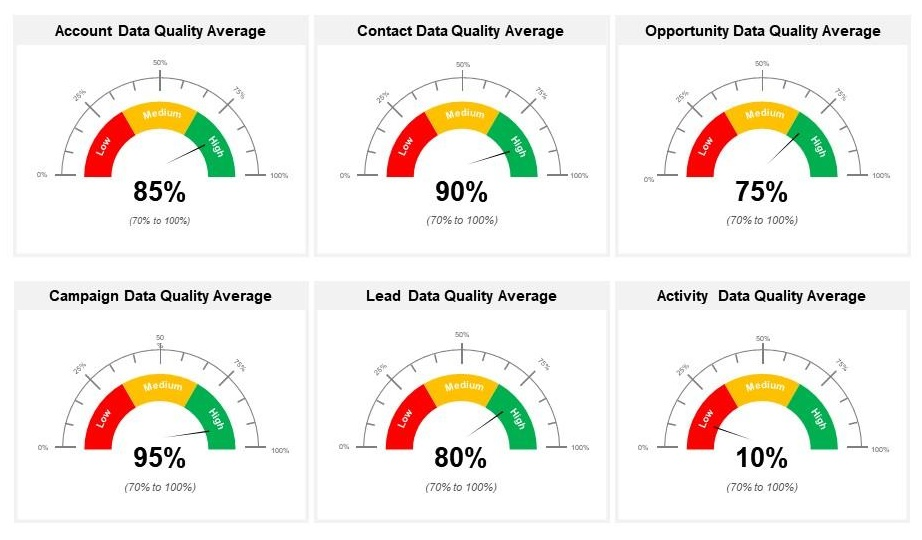 Account Data Quality Average
50%
25%
75%
Medium
Low
High
0%
100%
85%
(70% to 100%)
Contact Data Quality Average
50%
25%
75%
Medium
Low
High
0%
100%
90%
(70% to 100%)
Opportunity Data Quality Average
50%
25%
75%
Medium
Low
High
0%
100%
75%
(70% to 100%)
Campaign Data Quality Average
50
%
25%
75%
Medium
Low
High
0%
100%
95%
(70% to 100%)
Lead Data Quality Average
50%
25%
75%
Medium
Low
High
0%
100%
80%
(70% to 100%)
Activity Data Quality Average
50%
25%
75%
Medium
Low
High
0%
100%
10%
(70% to 100%)